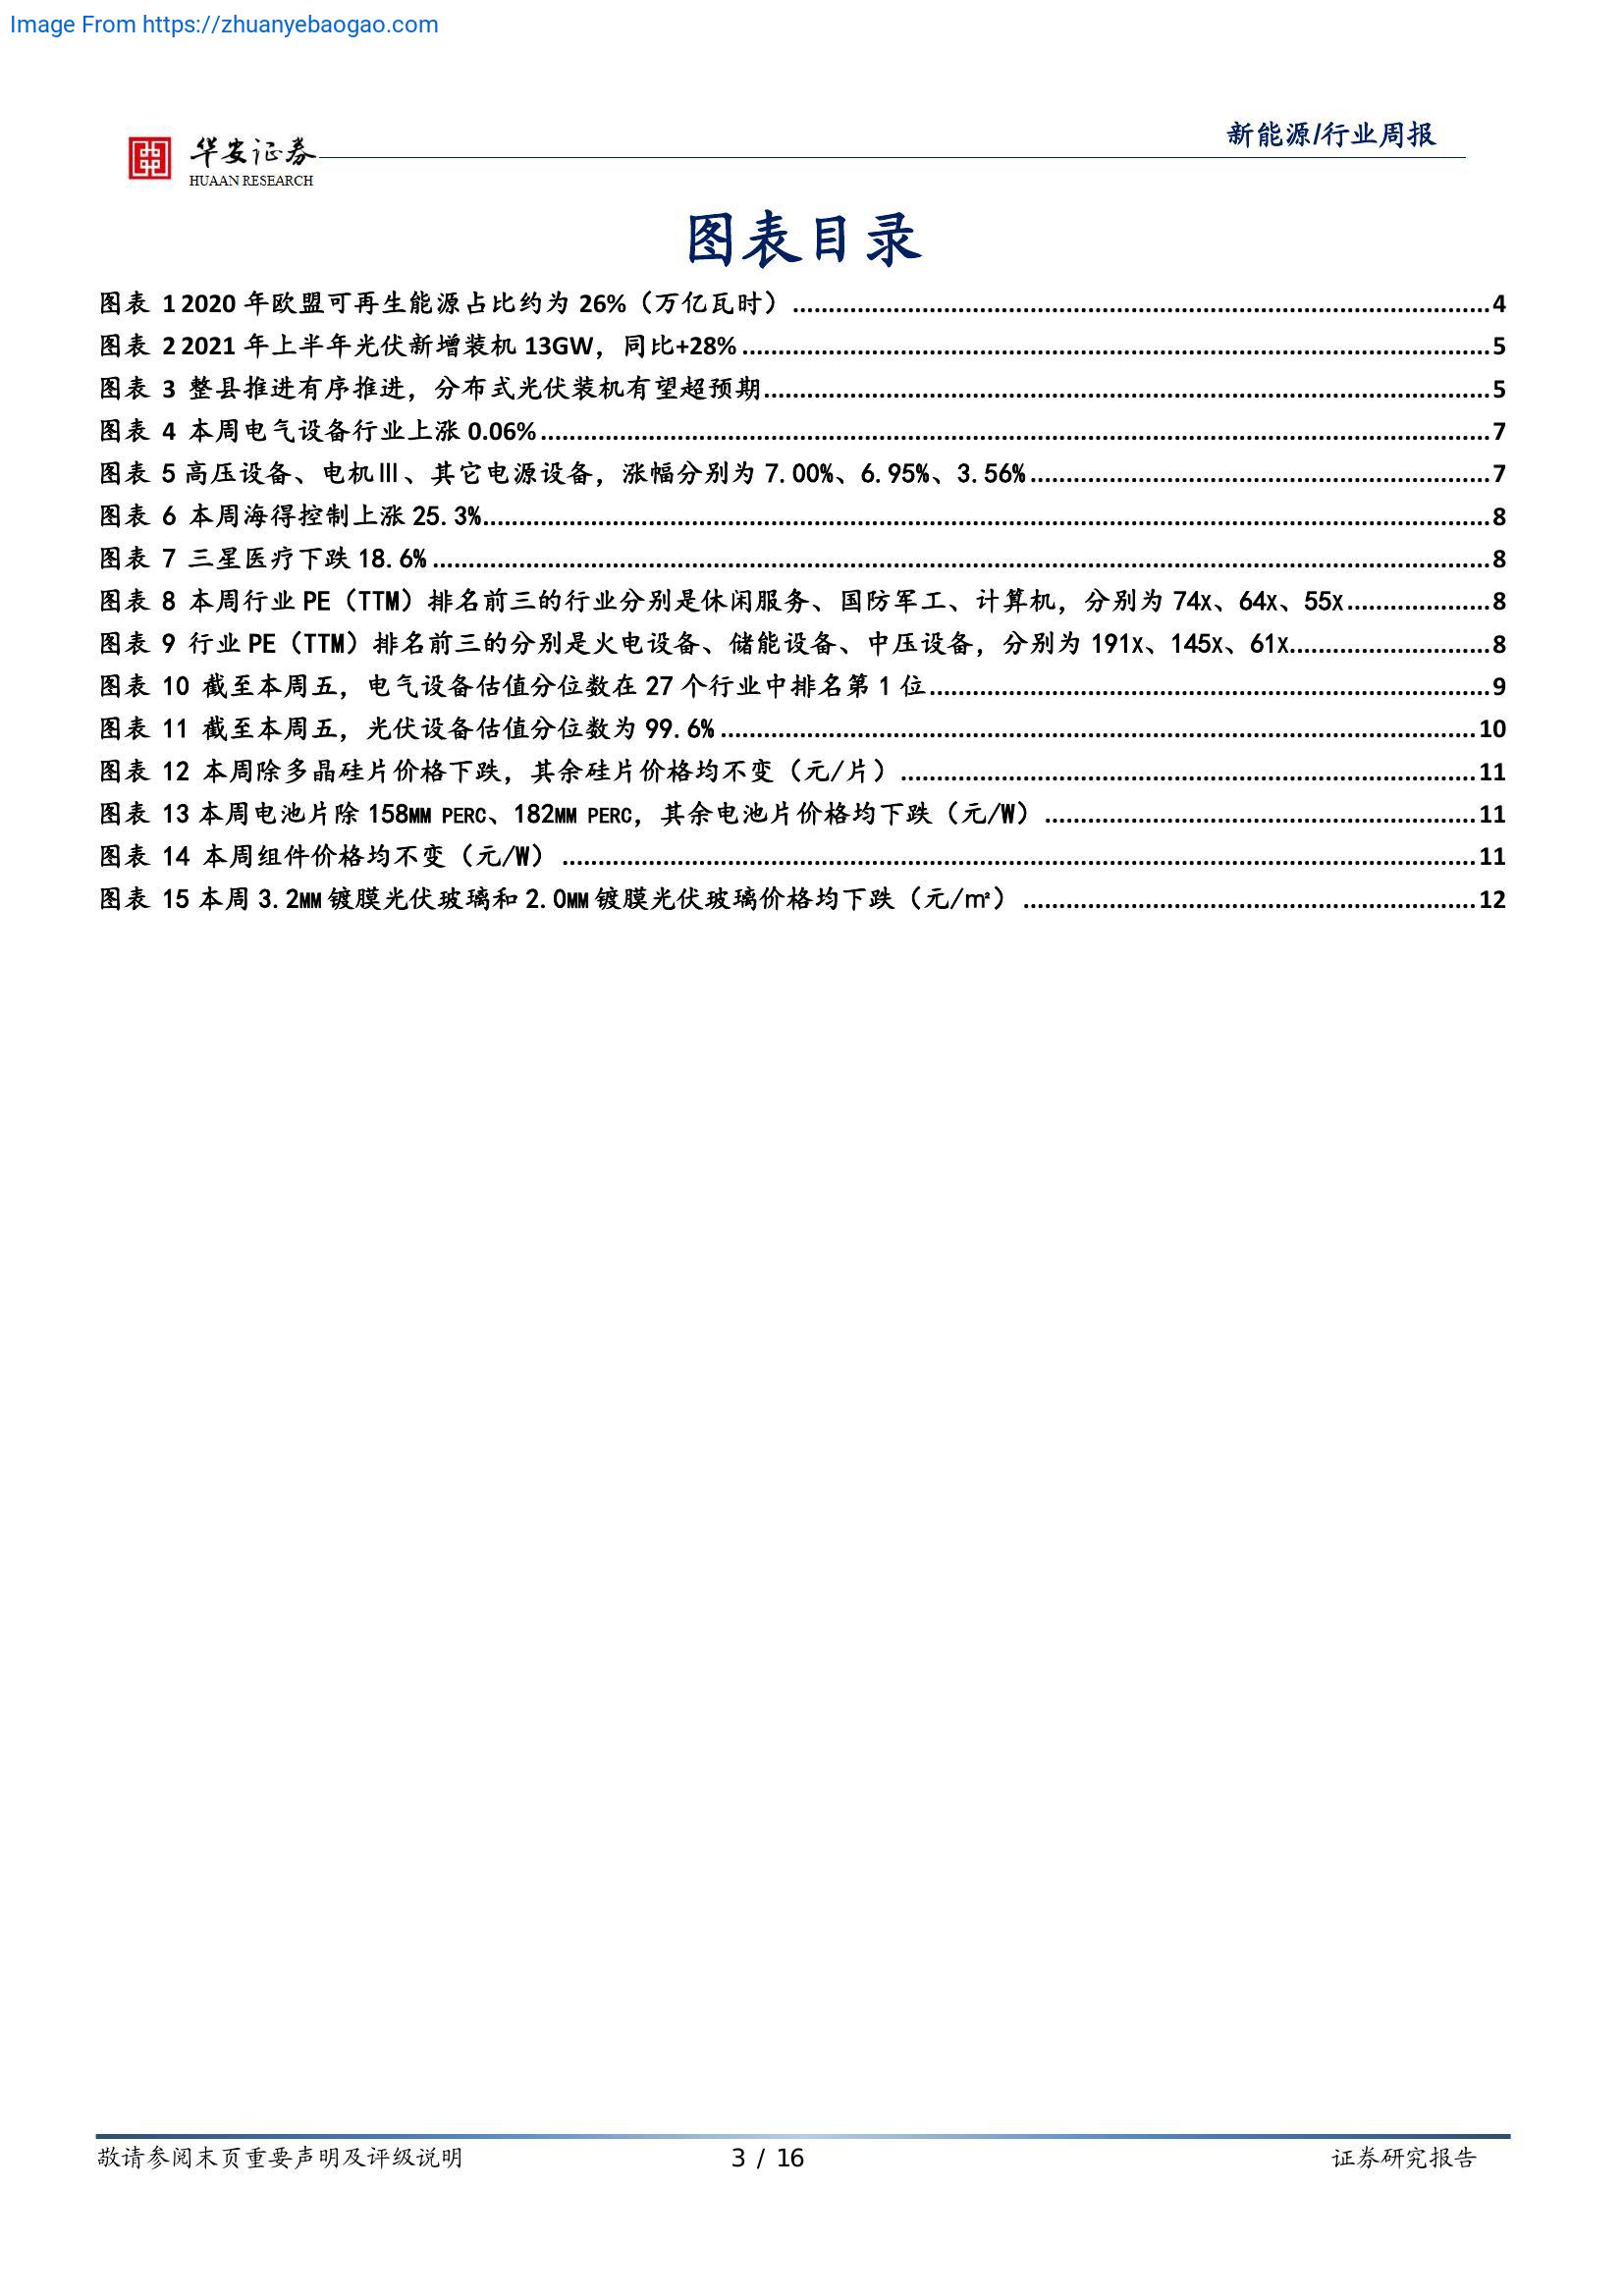 Image From https://zhuanyebaogao.com
新能源/行业周报
华安证券
HUAAN RESEARCH
图表目录
图表 1 2020 年欧盟可再生能源占比约为 26%（万亿瓦时）...........4
图表 2 2021 年上半年光伏新增装机 13GW，同比+28%...........5
图表 3 整县推进有序推进，分布式光伏装机有望超预期...........5
图表 4 本周电气设备行业上涨 0.06%...........7
图表 5 高压设备、电机Ⅲ、其它电源设备，涨幅分别为 7.00%、6.95%、3.56%...........7
图表 6 本周海得控制上涨 25.3%...........8
图表 7 三星医疗下跌 18.6%...........8
图表 8 本周行业 PE（TTM）排名前三的行业分别是休闲服务、国防军工、计算机，分别为 74X、64X、55X...........8
图表 9 行业 PE（TTM）排名前三的分别是火电设备、储能设备、中压设备，分别为 191X、145X、61X...........8
图表 10 截至本周五，电气设备估值分位数在 27 个行业中排名第 1 位...........9
图表 11 截至本周五，光伏设备估值分位数为 99.6%...........10
图表 12 本周除多晶硅片价格下跌，其余硅片价格均不变（元/片）...........11
图表 13 本周电池片除 158MM PERC、182MM PERC，其余电池片价格均下跌（元/W）...........11
图表 14 本周组件价格均不变（元/W）...........11
图表 15 本周 3.2MM 镀膜光伏玻璃和 2.0MM 镀膜光伏玻璃价格均下跌（元/㎡）...........12
敬请参阅末页重要声明及评级说明
3 / 16
证券研究报告